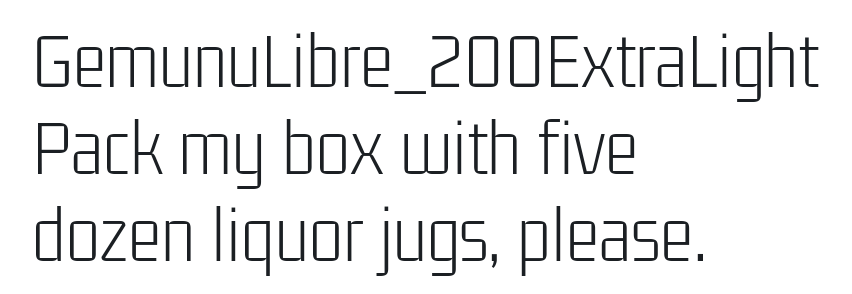 GemunuLibre_200ExtraLight
Pack my box with five
dozen liquor jugs, please.